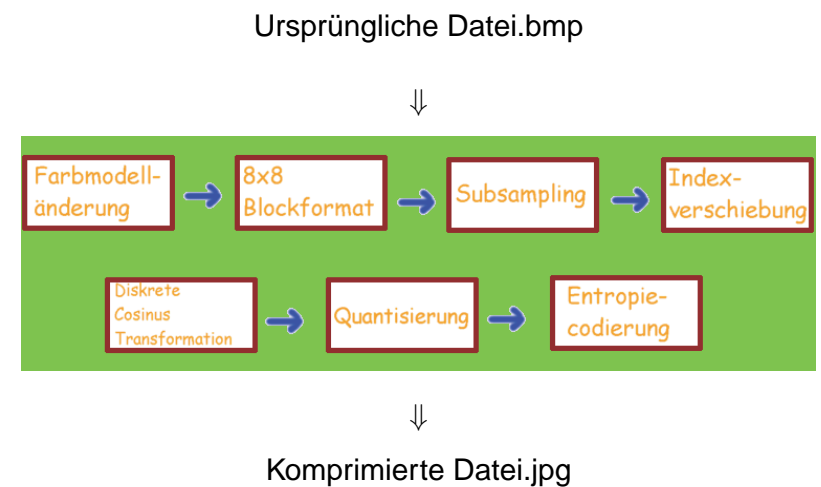 Ursprüngliche Datei.bmp
⇓
Farbmodell-
änderung
8x8
Blockformat
Subsampling
Index-
verschiebung
Diskrete
Cosinus
Transformation
Quantisierung
Entropie-
codierung
⇓
Komprimierte Datei.jpg